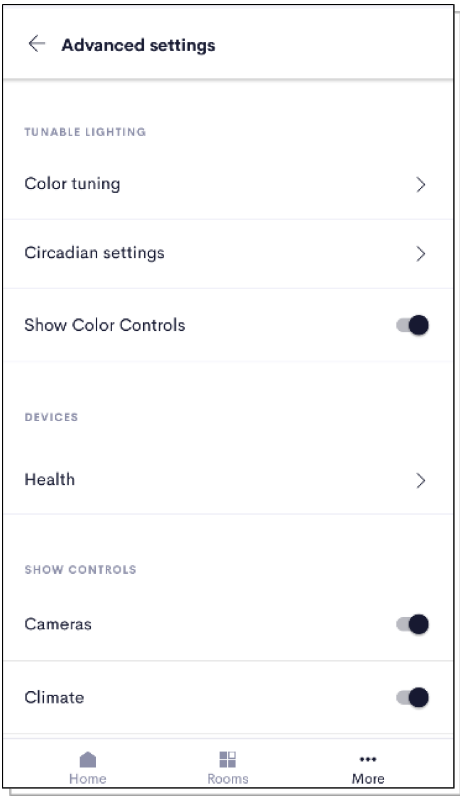 Advanced settings
TUNABLE LIGHTING
Color tuning
Circadian settings
Show Color Controls
DEVICES
Health
SHOW CONTROLS
Cameras
Climate
Home Rooms More